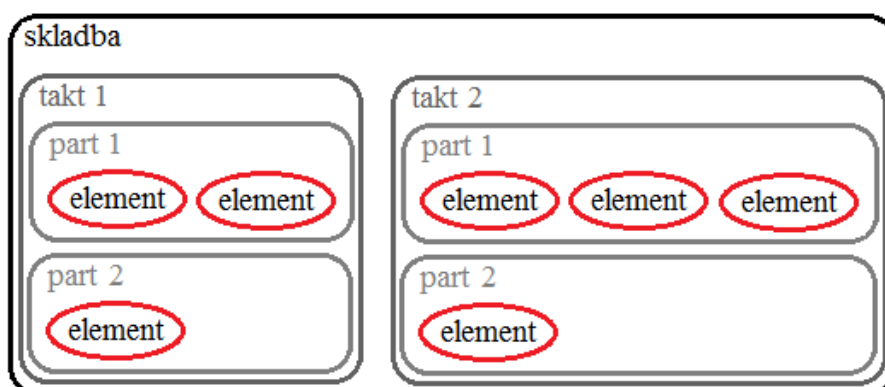 skladba
takt 1
part 1
element element
part 2
element
takt 2
part 1
element element element
part 2
element